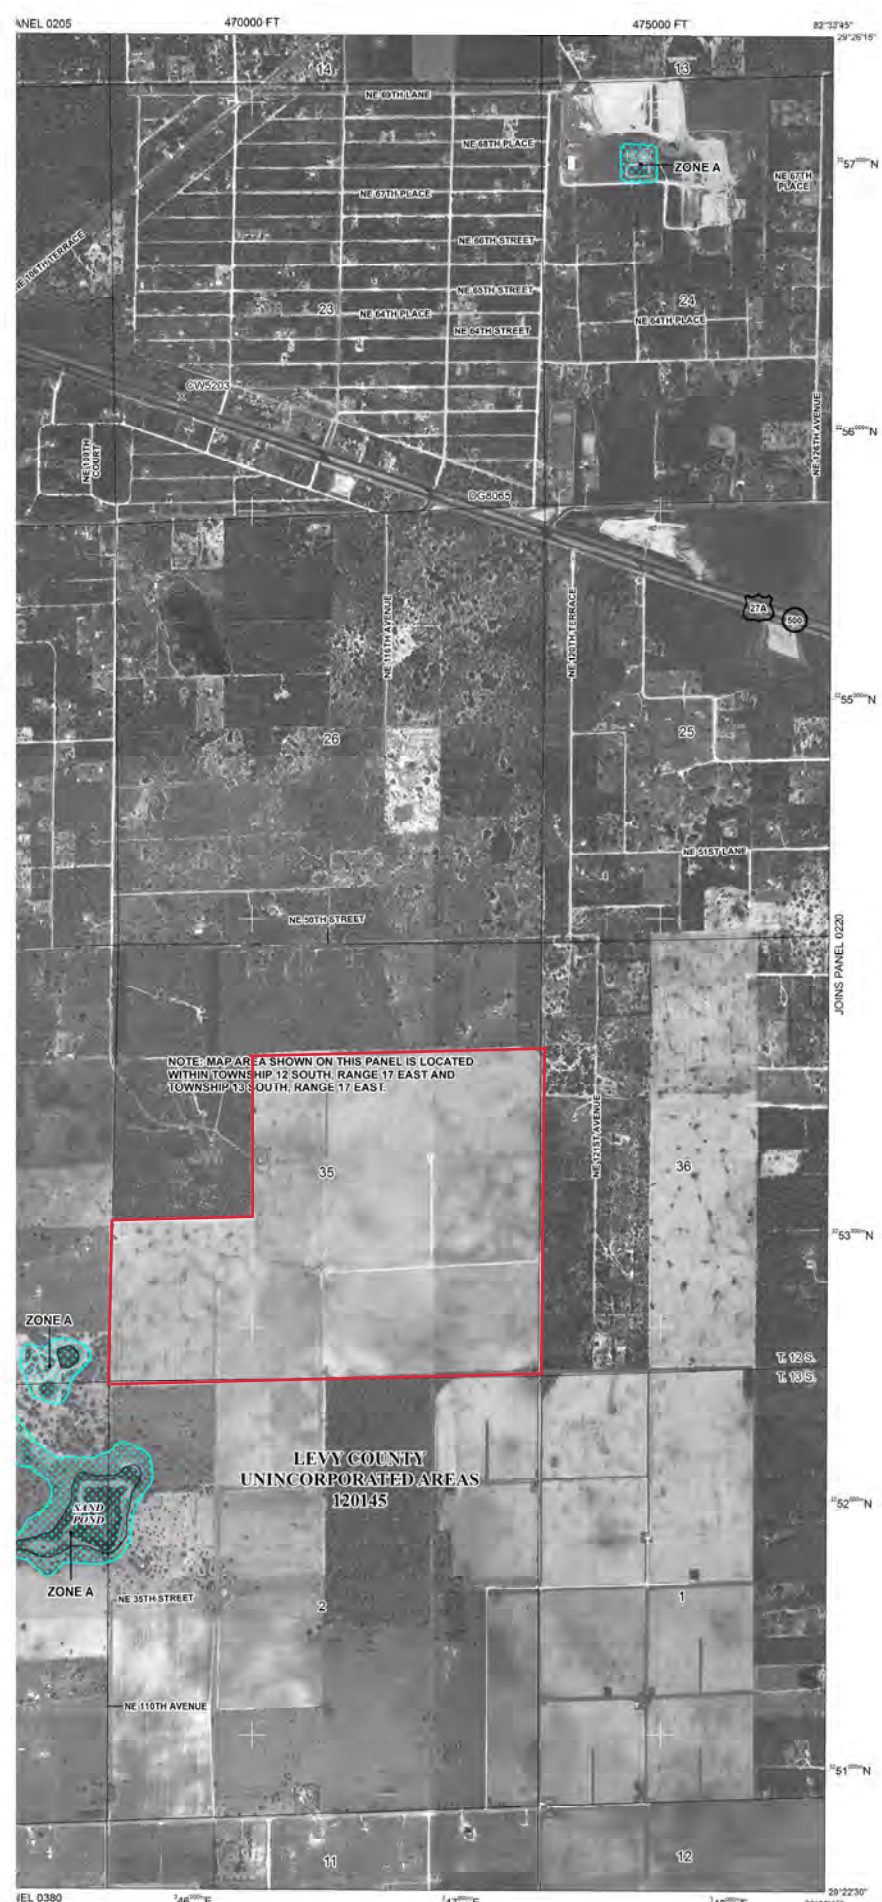 ANEL 0205
470000 FT
475000 FT
82°33'45"
29°26'15"
14
13
NE 69TH LANE
NE 68TH PLACE
ZONE A
57 N
NE 67TH
PLACE
NE 67TH PLACE
NE 66TH STREET
NE 106TH TERRACE
NE 65TH STREET
23
24
NE 64TH PLACE
NE 64TH PLACE
NE 64TH STREET
CW5203
NE 126TH AVENUE
56 N
NE 110TH
COURT
DG8065
27A
500
NE 116TH AVENUE
NE 120TH TERRACE
55 N
26
25
NE 51ST LANE
NE 50TH STREET
JOINS PANEL 0220
NOTE: MAP AREA SHOWN ON THIS PANEL IS LOCATED
WITHIN TOWNSHIP 12 SOUTH, RANGE 17 EAST AND
TOWNSHIP 13 SOUTH, RANGE 17 EAST.
NE 121ST AVENUE
35
36
53 N
ZONE A
T. 12 S.
T. 13 S.
LEVY COUNTY
UNINCORPORATED AREAS
120145
SAND
POND
52 N
ZONE A
NE 35TH STREET
2
1
NE 110TH AVENUE
51 N
11
12
29°22'30"
EL 0380